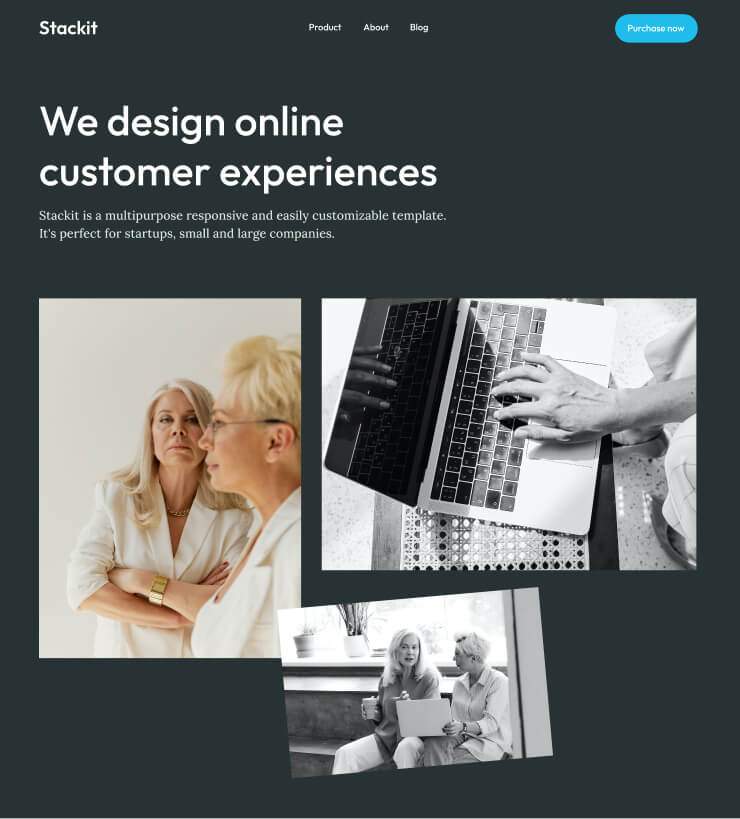 Stackit
Product About Blog
Purchase now
We design online
customer experiences
Stackit is a multipurpose responsive and easily customizable template.
It's perfect for startups, small and large companies.